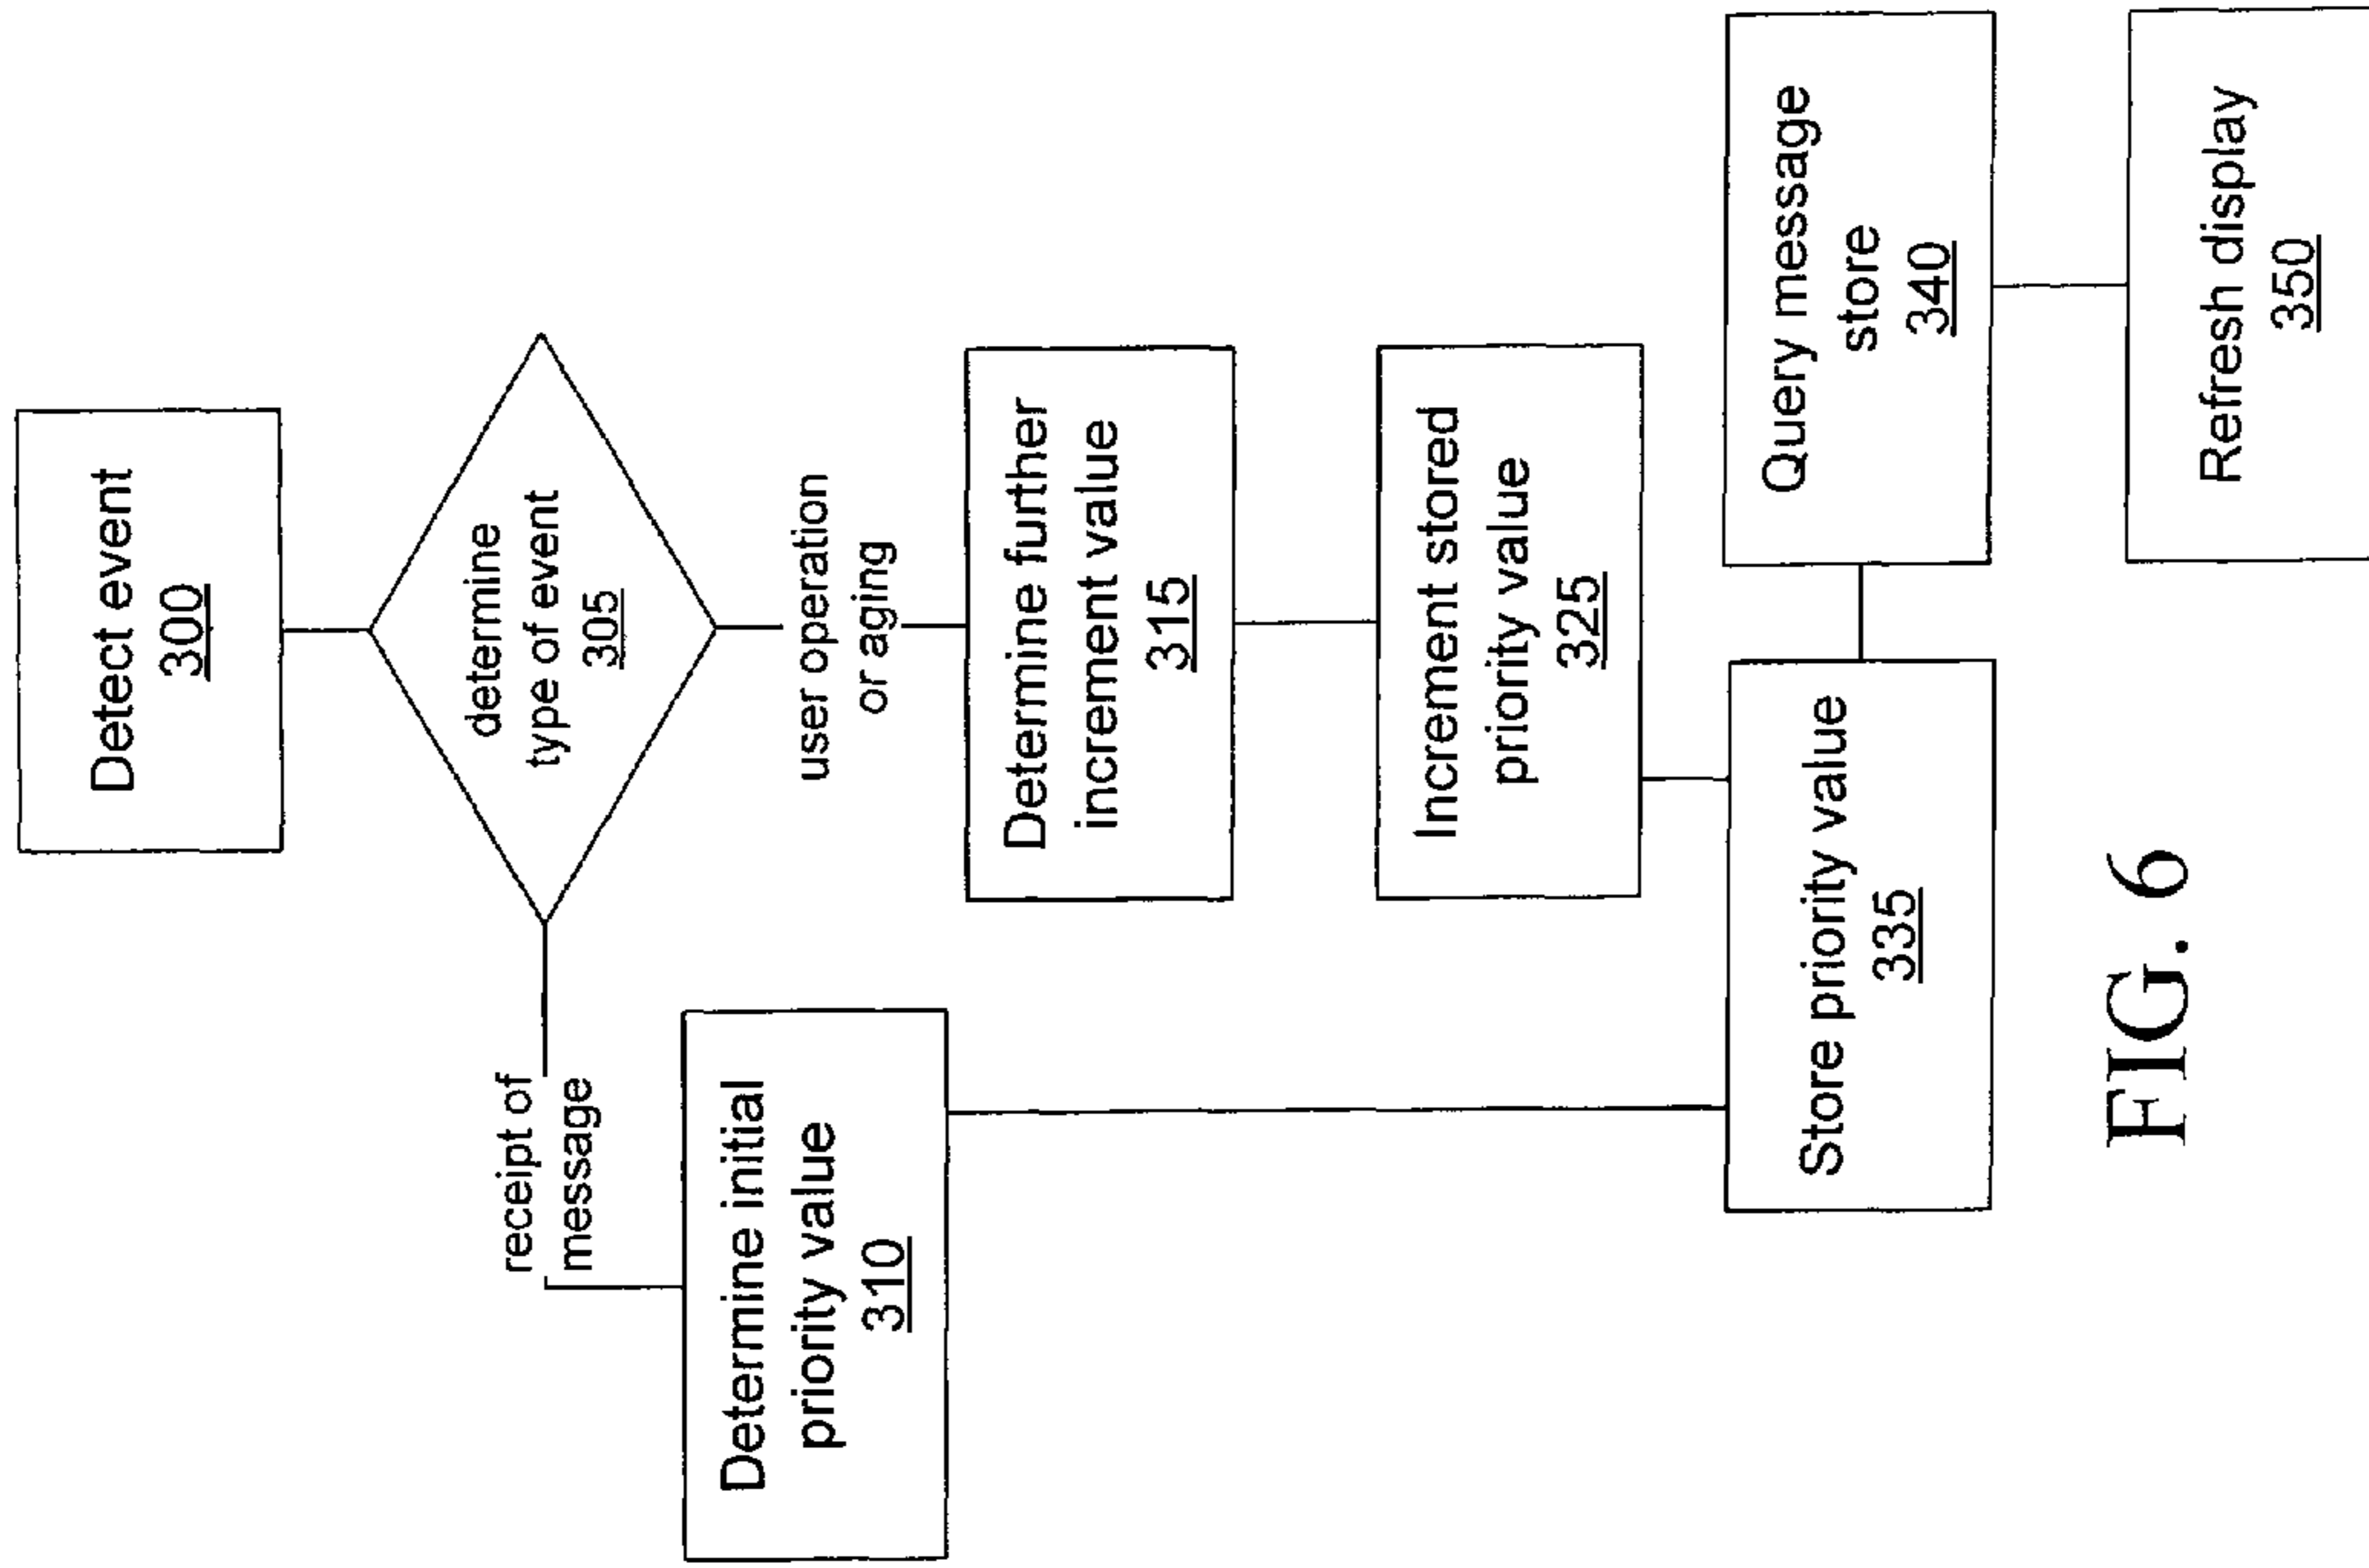 Detect event
300
determine
type of event
305
receipt of
message
user operation
or aging
Determine initial
priority value
310
Determine further
increment value
315
Increment stored
priority value
325
Store priority value
335
Query message
store
340
Refresh display
350
FIG. 6